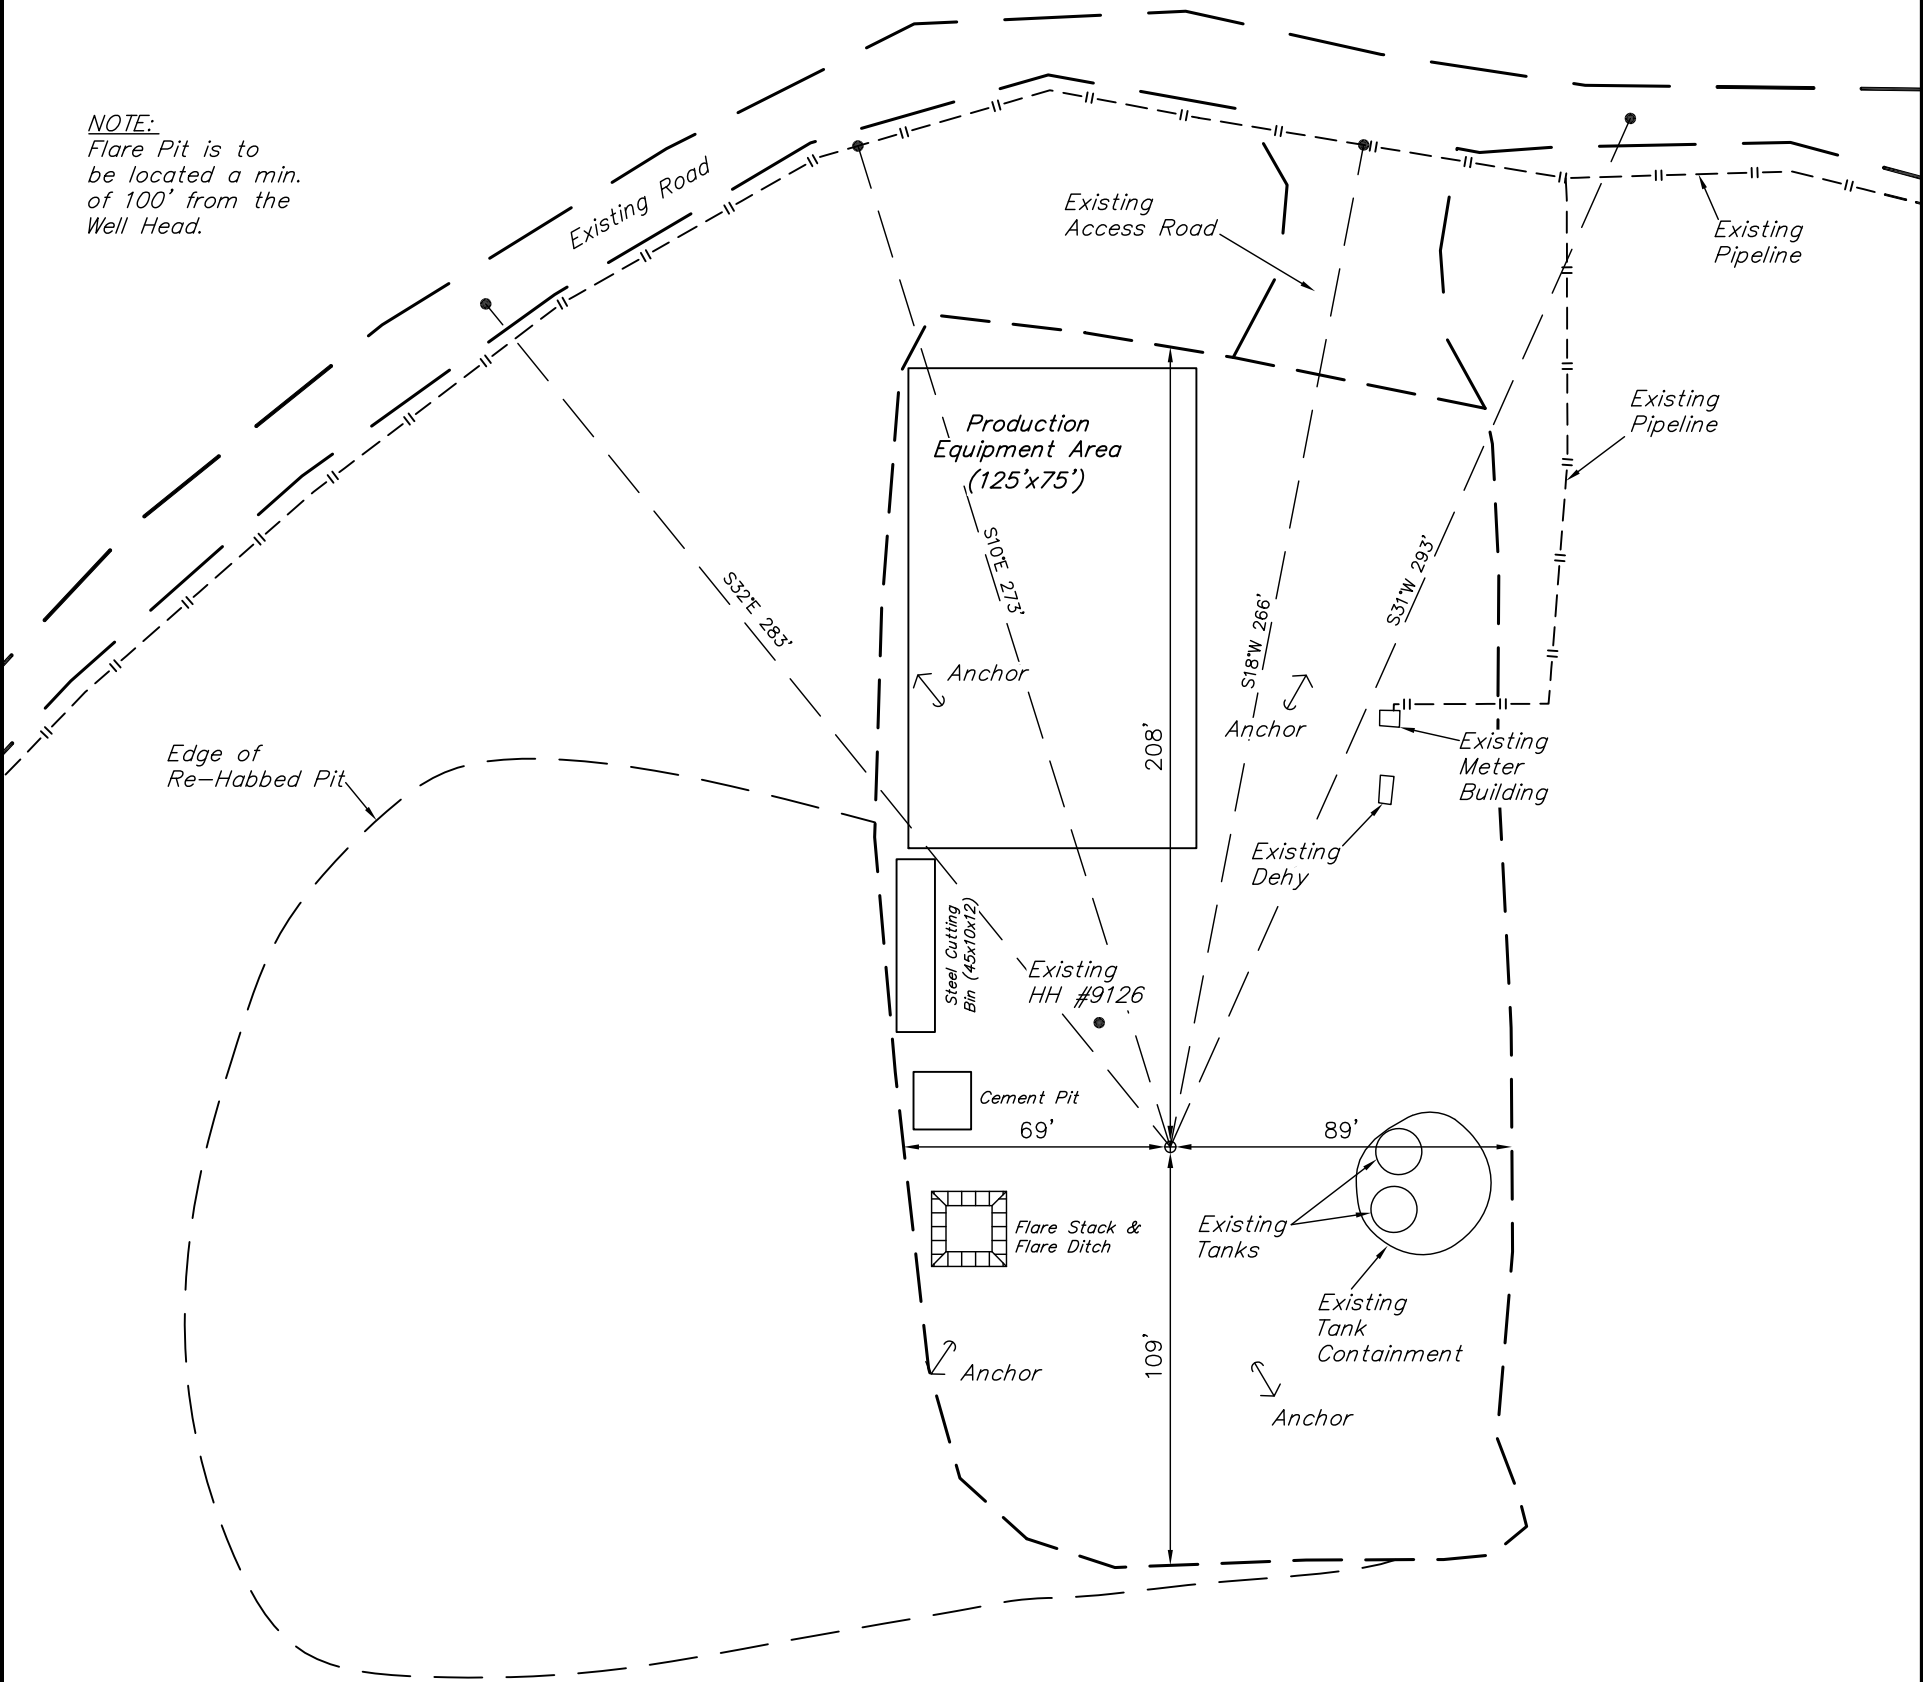 NOTE:
Flare Pit is to
be located a min.
of 100' from the
Well Head.
Existing Road
Existing
Access Road
Existing
Pipeline
Existing
Pipeline
Production
Equipment Area
(125'x75')
S32°E 283'
S10°E 273'
S18°W 266'
S31°W 293'
Anchor
Anchor
208'
Existing
Meter
Building
Edge of
Re-Habbed Pit
Existing
Dehy
Steel Cutting
Bin (45x10x12)
Existing
HH #9126
Cement Pit
69'
89'
Flare Stack &
Flare Ditch
Existing
Tanks
Existing
Tank
Containment
109'
Anchor
Anchor